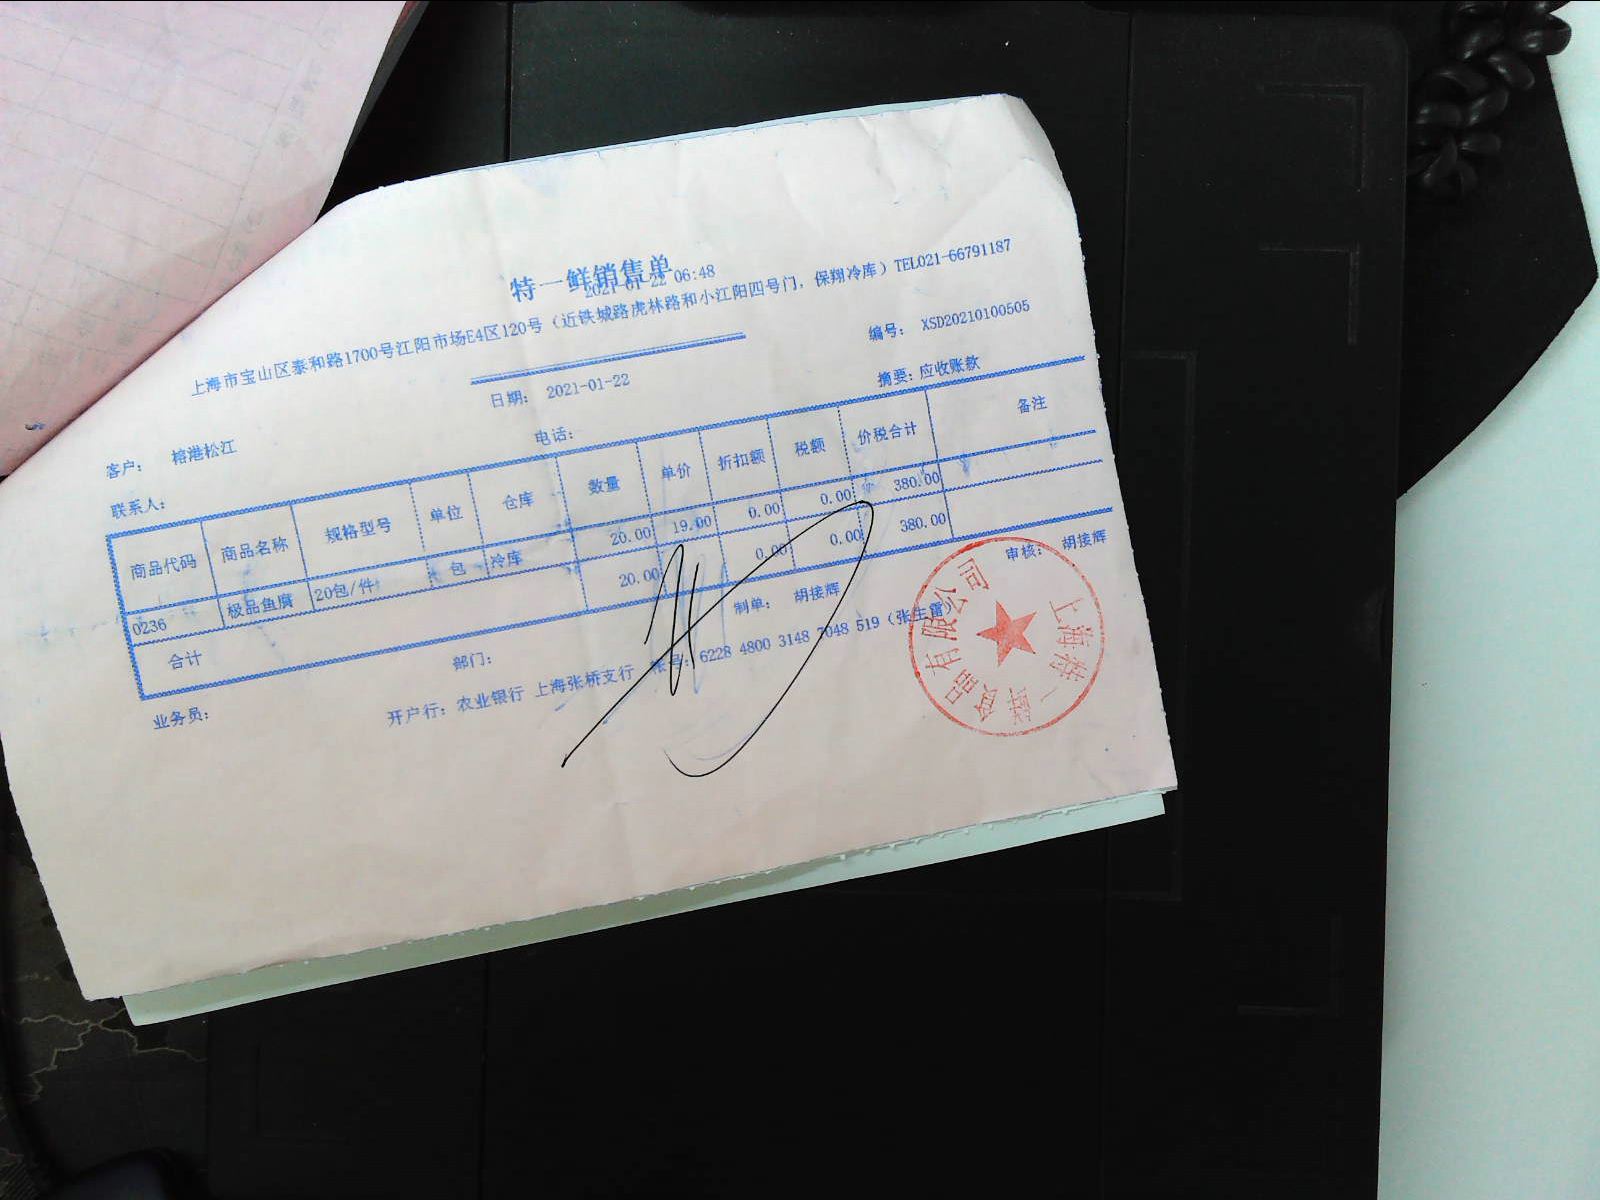 特一鲜销售单
2021-01-22 06:48
上海市宝山区泰和路1700号江阳市场E4区120号（近铁城路虎林路和小江阳四号门，保翔冷库）TEL021-66791187
日期： 2021-01-22
编号： XSD20210100505
客户： 榕港松江
电话：
摘要：应收账款
联系人：
商品代码 商品名称 规格型号 单位 仓库 数量 单价 折扣额 税额 价税合计 备注
0236 极品鱼腐 20包/件 包 冷库 20.00 19.00 0.00 0.00 380.00
合计 20.00 0.00 0.00 380.00
业务员： 部门： 制单： 胡接辉 审核： 胡接辉
开户行：农业银行 上海张桥支行 帐号：6228 4800 3148 7048 519（张生雷）
上海特一鲜食品有限公司